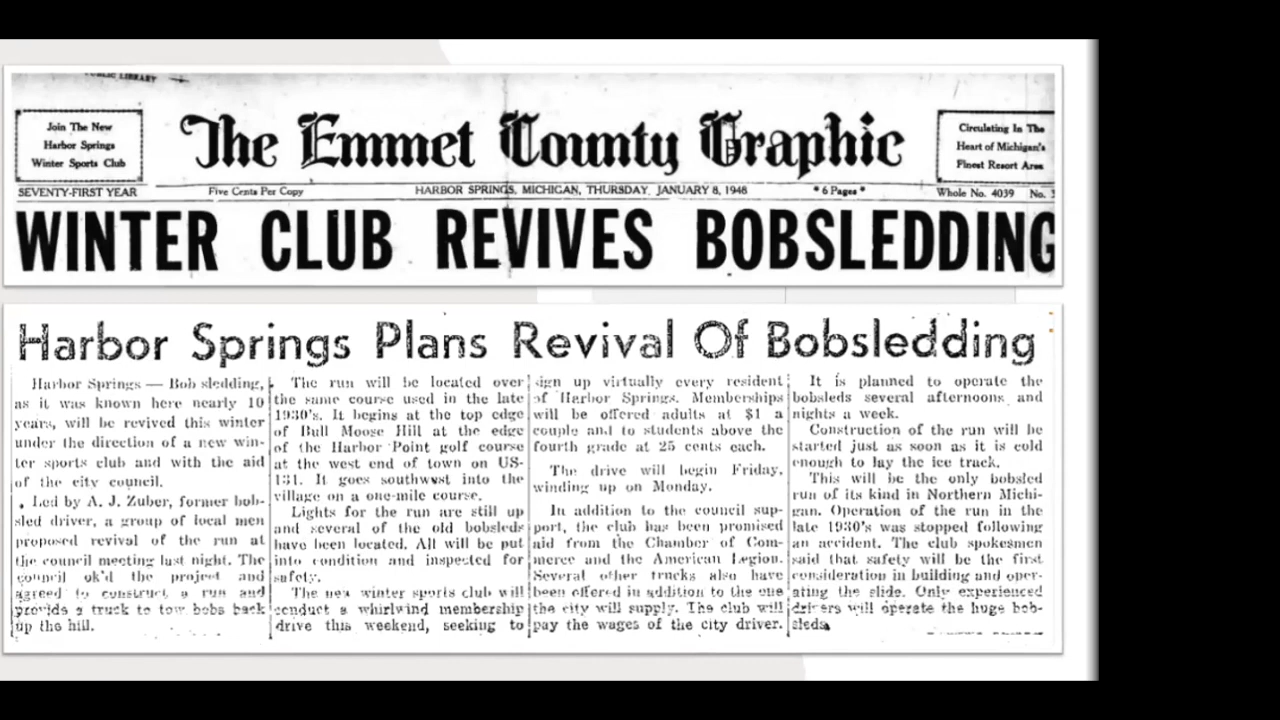 PUBLIC LIBRARY
Join The New
Harbor Springs
Winter Sports Club
The Emmet County Graphic
Circulating In The
Heart of Michigan's
Finest Resort Area
SEVENTY-FIRST YEAR
Five Cents Per Copy
HARBOR SPRINGS, MICHIGAN, THURSDAY, JANUARY 8, 1948
* 6 Pages *
Whole No. 4039 No.
WINTER CLUB REVIVES BOBSLEDDING
Harbor Springs Plans Revival Of Bobsledding
Harbor Springs — Bob sledding,
as it was known here nearly 10
years, will be revived this winter
under the direction of a new win-
ter sports club and with the aid
of the city council.
Led by A. J. Zuber, former bob-
sled driver, a group of local men
proposed revival of the run at
the council meeting last night. The
council ok'd the project and
agreed to construct a run and
provide a truck to tow bobs back
up the hill.
The run will be located over
the same course used in the late
1930's. It begins at the top edge
of Bull Moose Hill at the edge
of the Harbor Point golf course
at the west end of town on US-
131. It goes southwest into the
village on a one-mile course.
Lights for the run are still up
and several of the old bobsleds
have been located. All will be put
into condition and inspected for
safety.
The new winter sports club will
conduct a whirlwind membership
drive this weekend, seeking to
sign up virtually every resident
of Harbor Springs. Memberships
will be offered adults at $1 a
couple and to students above the
fourth grade at 25 cents each.
The drive will begin Friday,
winding up on Monday.
In addition to the council sup-
port, the club has been promised
aid from the Chamber of Com-
merce and the American Legion.
Several other trucks also have
been offered in addition to the one
the city will supply. The club will
pay the wages of the city driver.
It is planned to operate the
bobsleds several afternoons and
nights a week.
Construction of the run will be
started just as soon as it is cold
enough to lay the ice track.
This will be the only bobsled
run of its kind in Northern Michi-
gan. Operation of the run in the
late 1930's was stopped following
an accident. The club spokesmen
said that safety will be the first
consideration in building and oper-
ating the slide. Only experienced
drivers will operate the huge bob-
sleds.